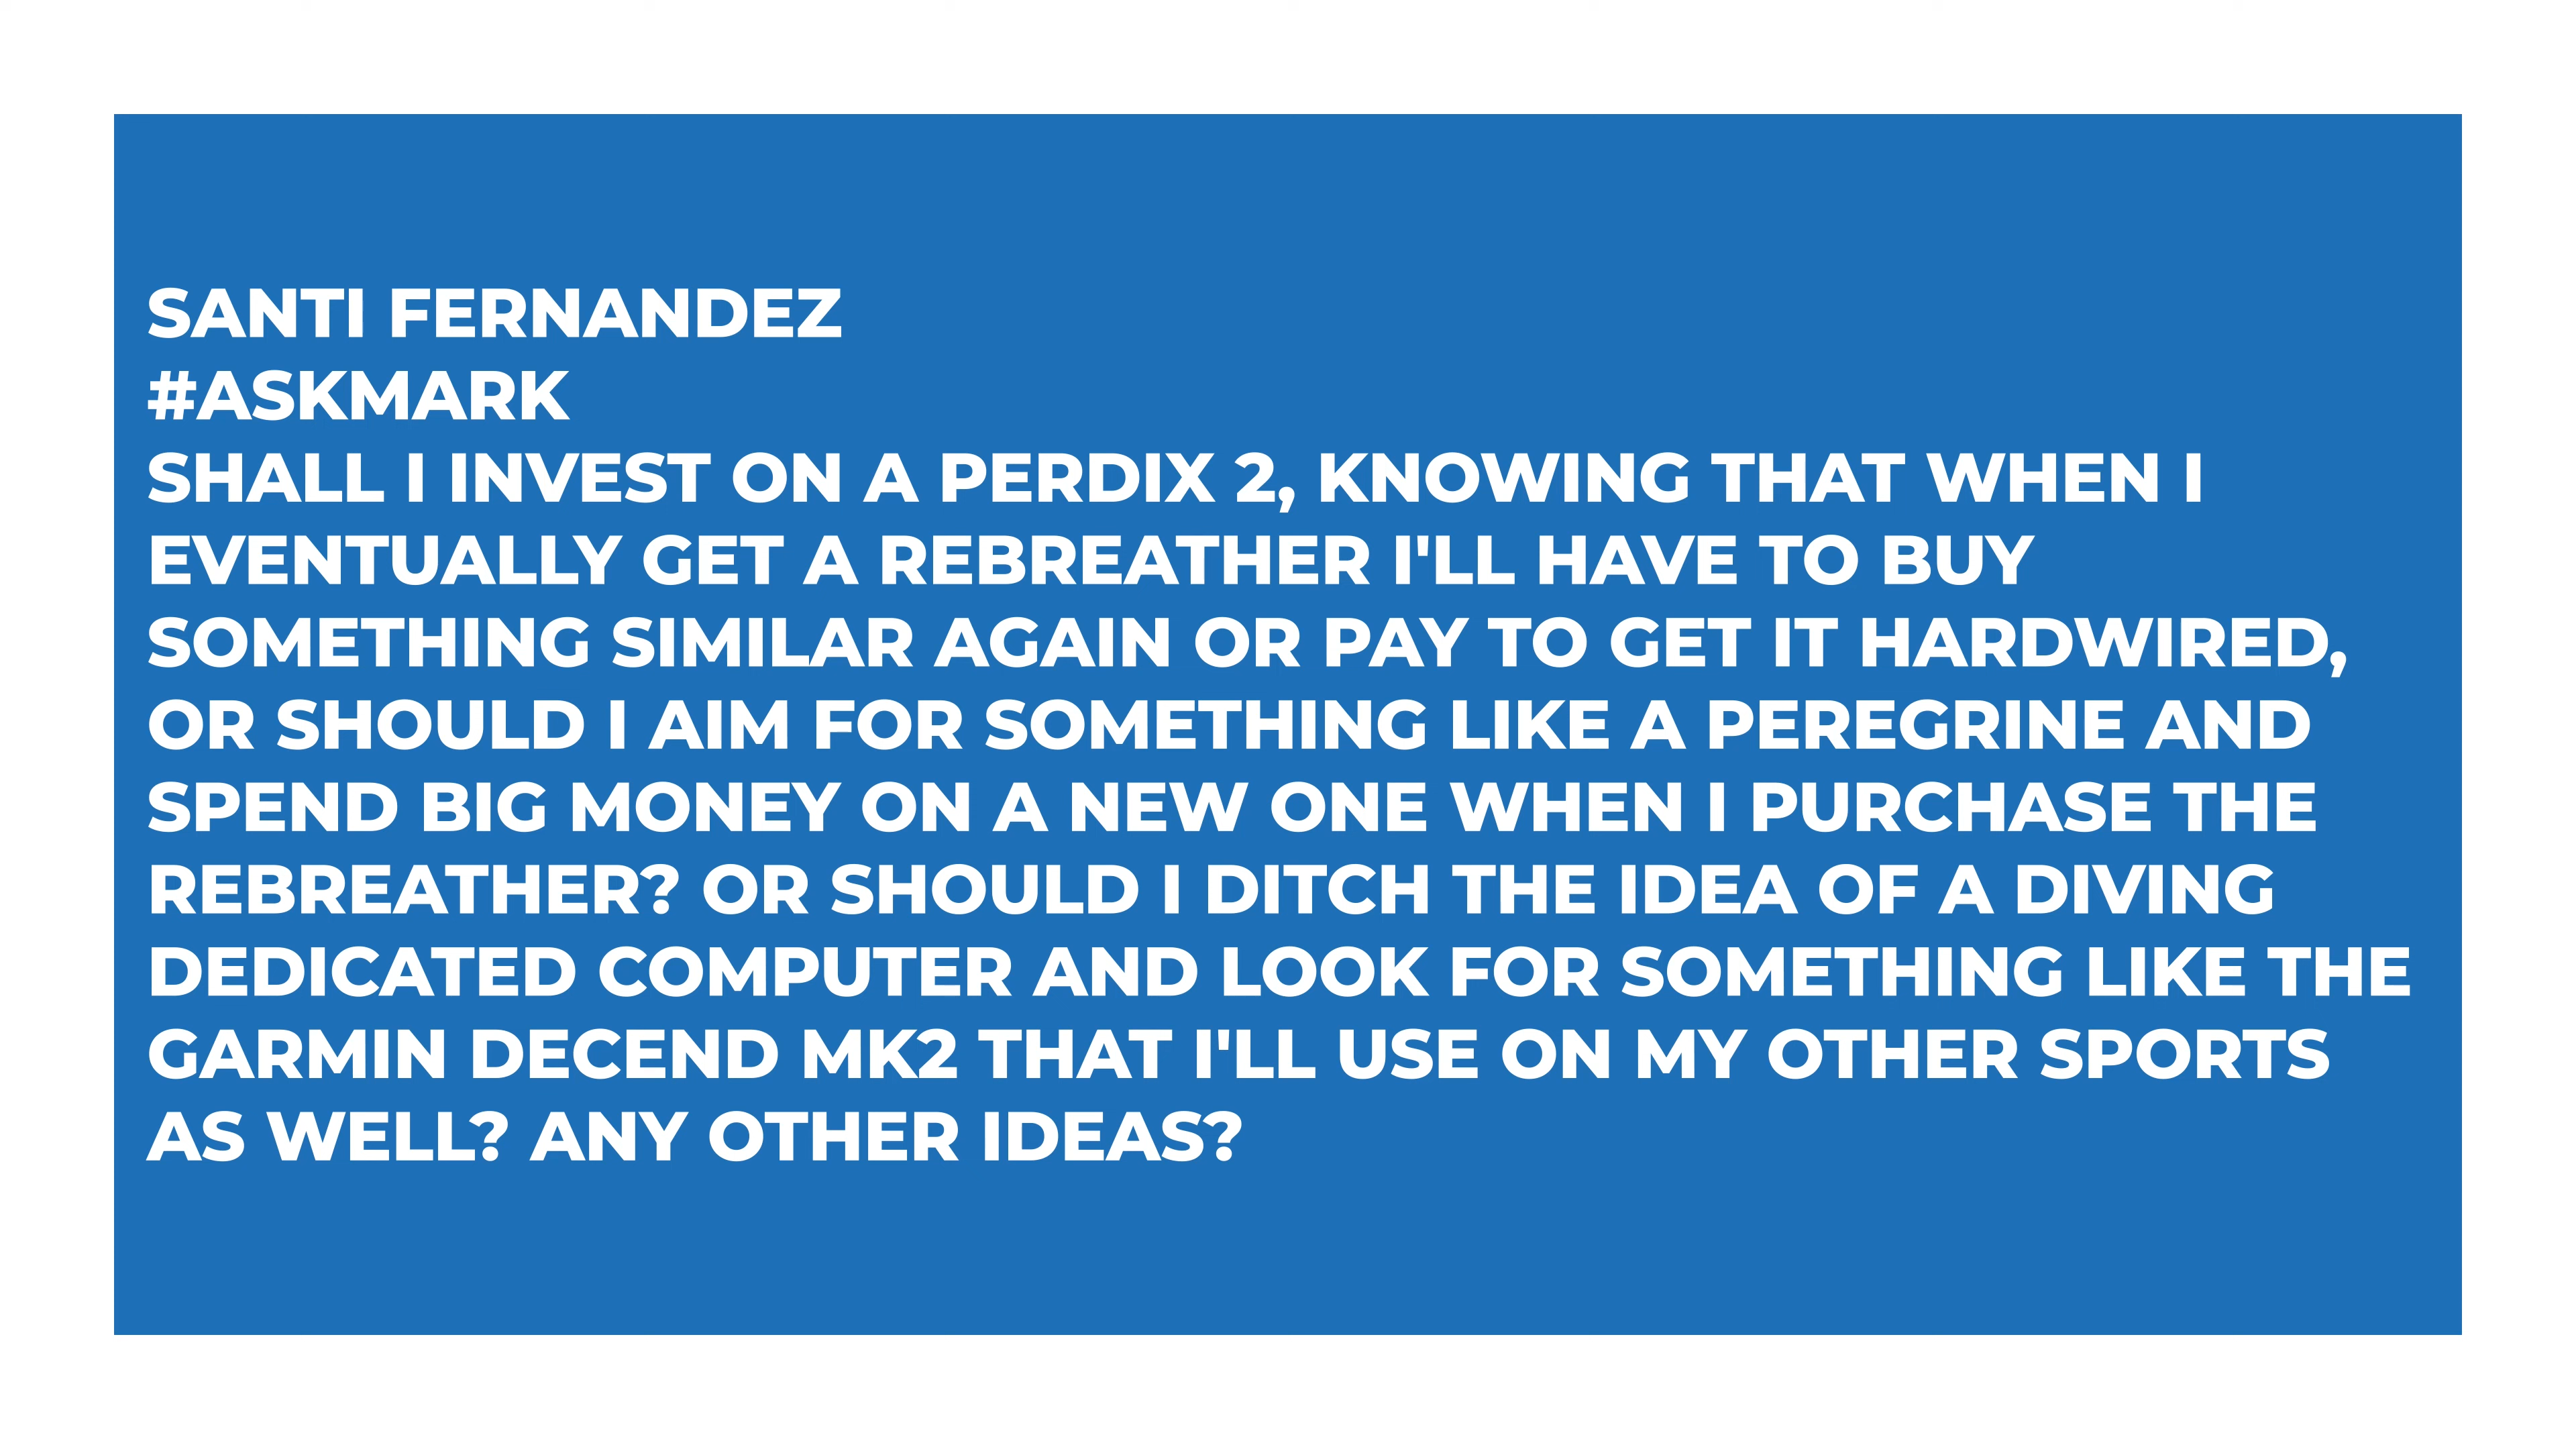 SANTI FERNANDEZ
#ASKMARK
SHALL I INVEST ON A PERDIX 2, KNOWING THAT WHEN I
EVENTUALLY GET A REBREATHER I'LL HAVE TO BUY
SOMETHING SIMILAR AGAIN OR PAY TO GET IT HARDWIRED,
OR SHOULD I AIM FOR SOMETHING LIKE A PEREGRINE AND
SPEND BIG MONEY ON A NEW ONE WHEN I PURCHASE THE
REBREATHER? OR SHOULD I DITCH THE IDEA OF A DIVING
DEDICATED COMPUTER AND LOOK FOR SOMETHING LIKE THE
GARMIN DECEND MK2 THAT I'LL USE ON MY OTHER SPORTS
AS WELL? ANY OTHER IDEAS?